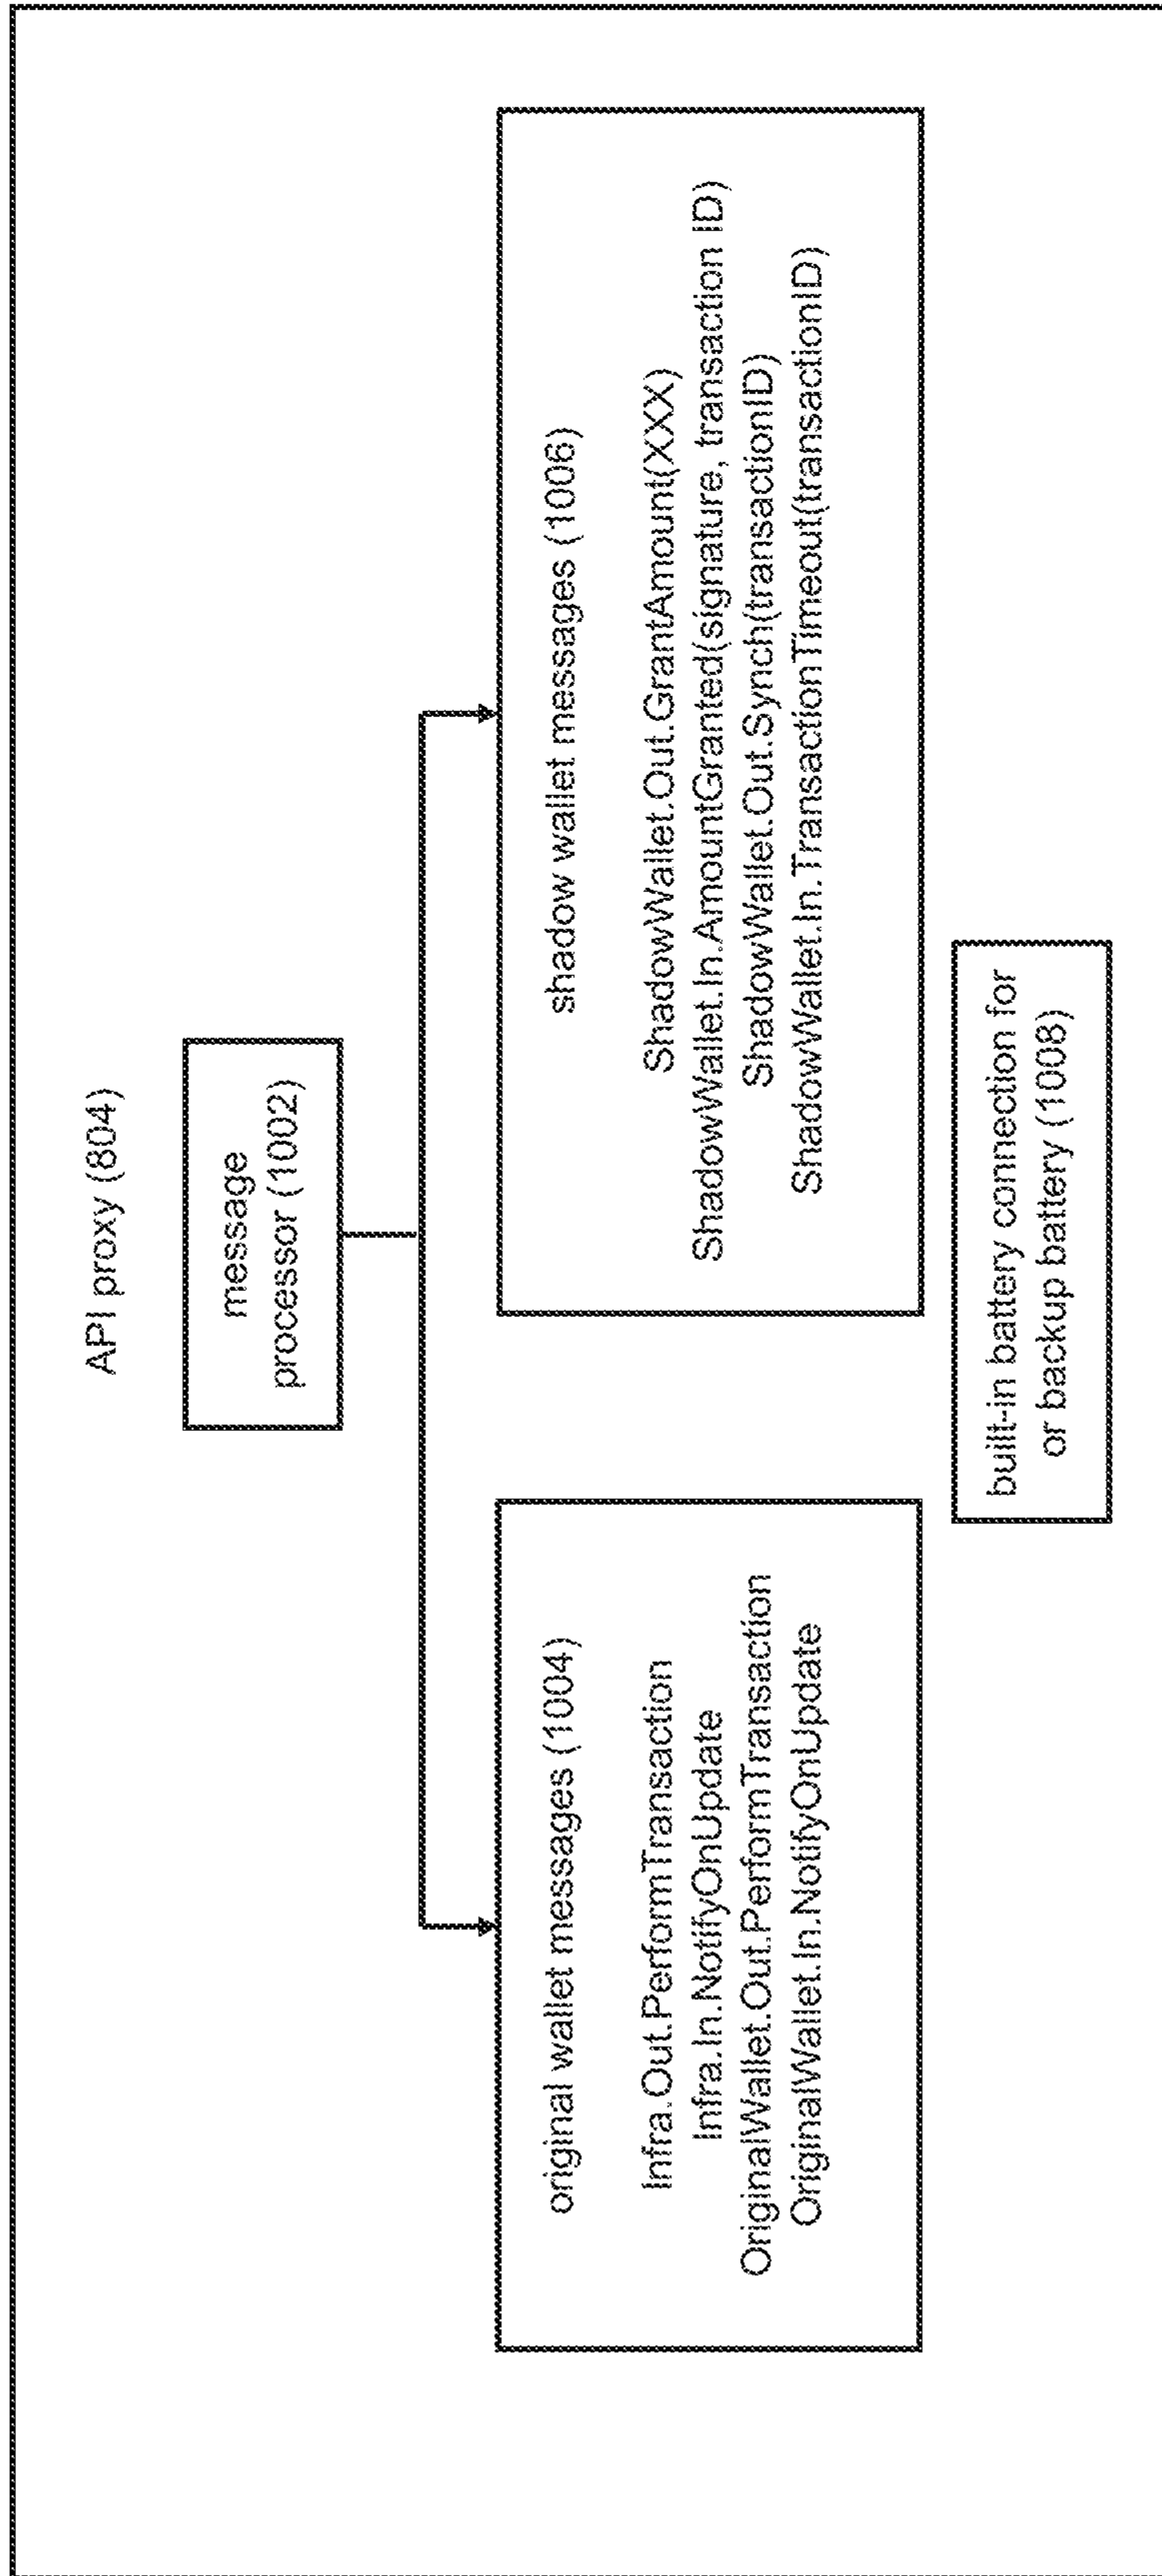 API proxy (804)
message
processor (1002)
original wallet messages (1004)
Infra.Out.PerformTransaction
Infra.In.NotifyOnUpdate
OriginalWallet.Out.PerformTransaction
OriginalWallet.In.NotifyOnUpdate
shadow wallet messages (1006)
ShadowWallet.Out.GrantAmount(XXX)
ShadowWallet.In.AmountGranted(signature, transaction ID)
ShadowWallet.Out.Synch(transactionID)
ShadowWallet.In.TransactionTimeout(transactionID)
built-in battery connection for
or backup battery (1008)